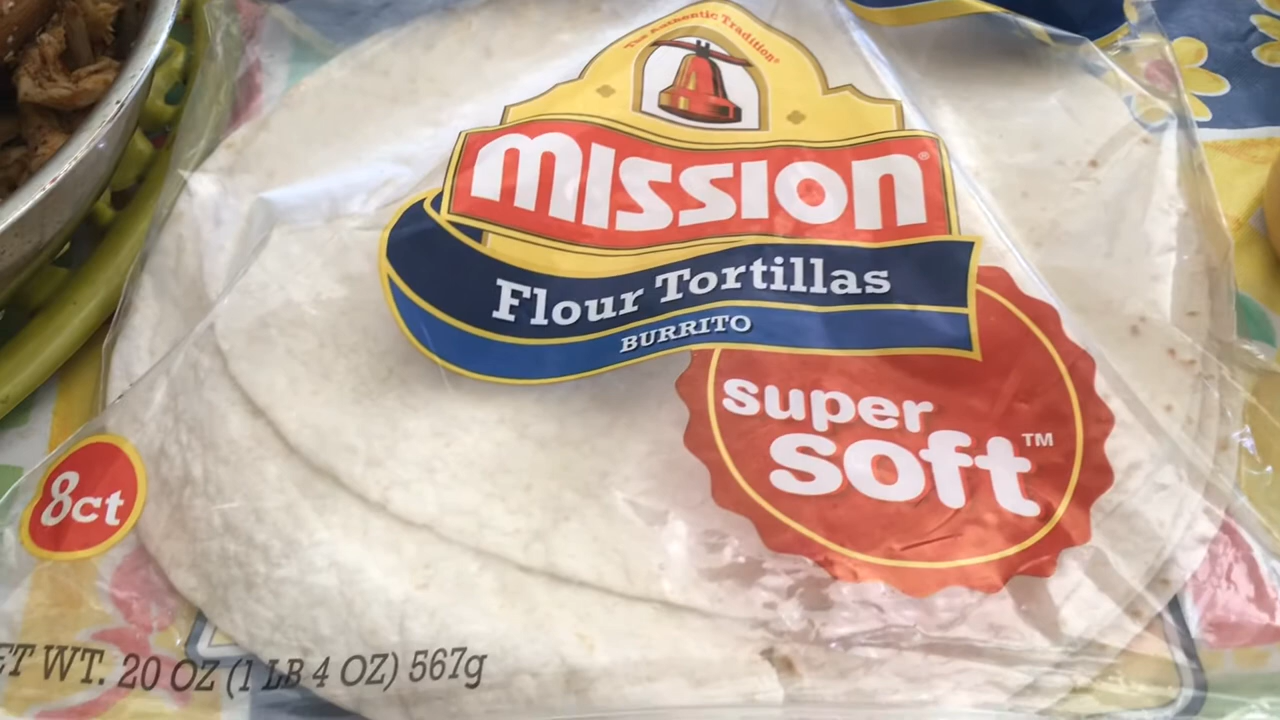 The Authentic Tradition®
MISSION®
Flour Tortillas
BURRITO
super
soft™
8ct
ET WT. 20 OZ (1 LB 4 OZ) 567g